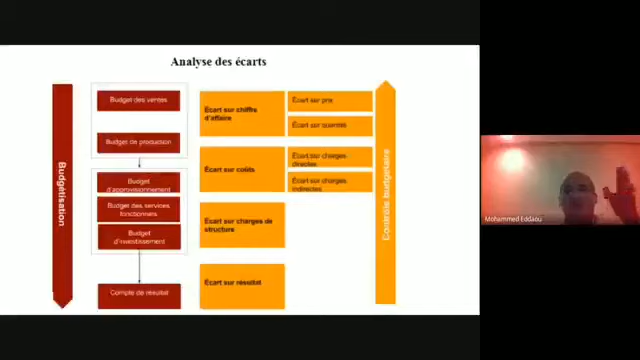 Analyse des écarts
Budgétisation
Budget des ventes
Budget de production
Budget
d'approvisionnement
Budget des services
fonctionnels
Budget
d'investissement
Compte de résultat
Écart sur chiffre
d'affaire
Écart sur coûts
Écart sur charges de
structure
Écart sur résultat
Écart sur prix
Écart sur quantité
Écart sur charges
directes
Écart sur charges
indirectes
Contrôle budgétaire
Mohammed Eddaou